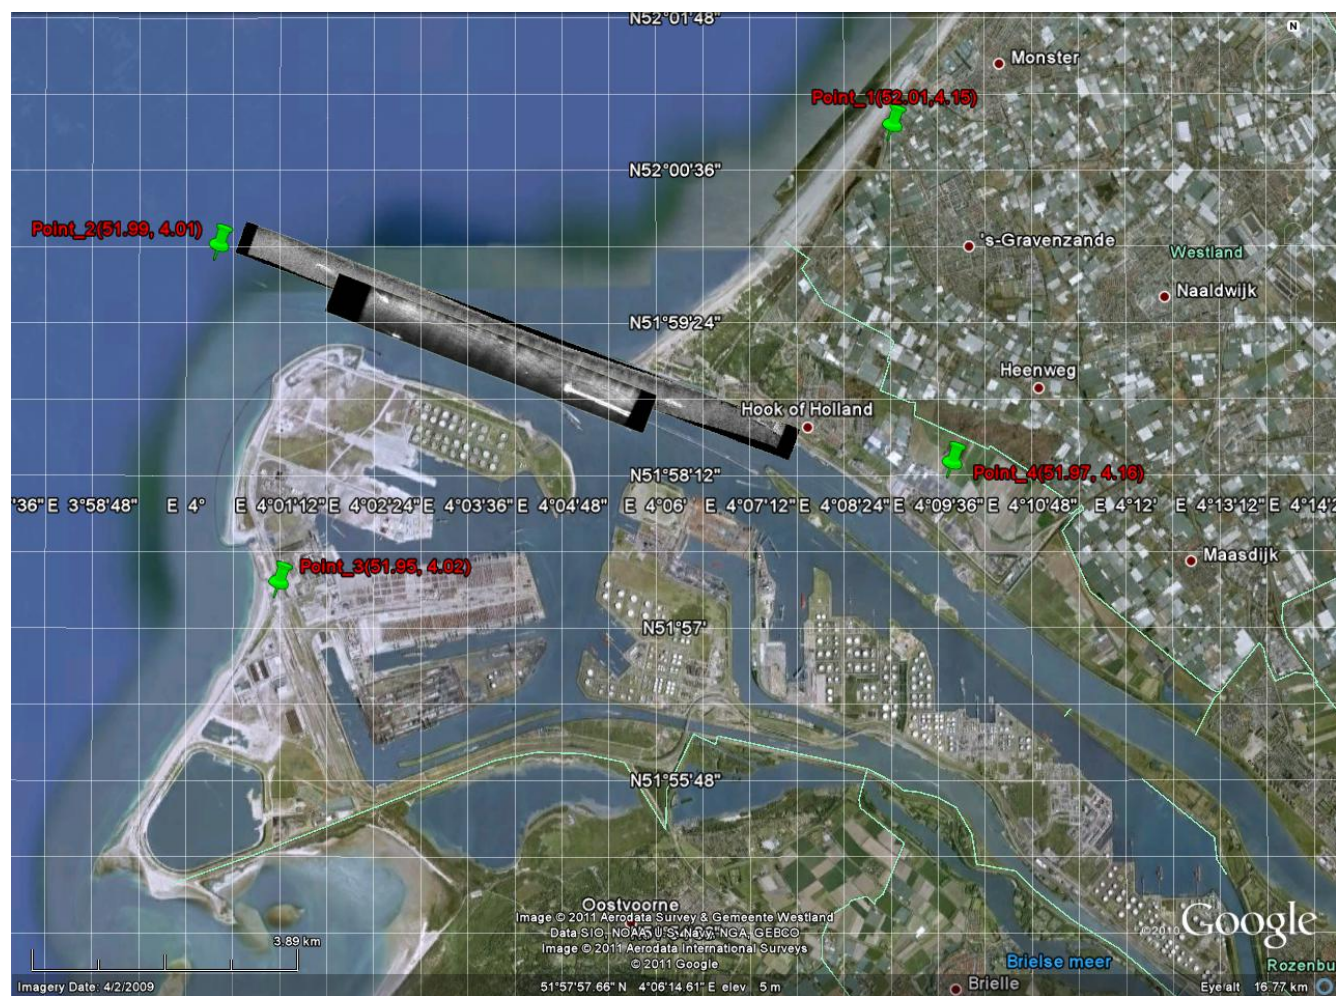 N52°01'48"
N
Monster
Point_1(52.01,4.15)
N52°00'36"
Point_2(51.99, 4.01)
's-Gravenzande
Westland
Naaldwijk
N51°59'24"
Heenweg
Hook of Holland
Point_4(51.97, 4.16)
N51°58'12"
'36" E 3°58'48" E 4° E 4°01'12" E 4°02'24" E 4°03'36" E 4°04'48" E 4°06' E 4°07'12" E 4°08'24" E 4°09'36" E 4°10'48" E 4°12' E 4°13'12" E 4°14'2
Maasdijk
Point_3(51.95, 4.02)
N51°57'
N51°55'48"
Oostvoorne
Image © 2011 Aerodata Survey & Gemeente Westland
Data SIO, NOAA, U.S. Navy, NGA, GEBCO
Image © 2011 Aerodata International Surveys
© 2011 Google
©2010 Google
3.89 km
Brielse meer
Rozenbu
Brielle
Imagery Date: 4/2/2009
51°57'57.66" N 4°06'14.61" E elev 5 m
Eye alt 16.77 km